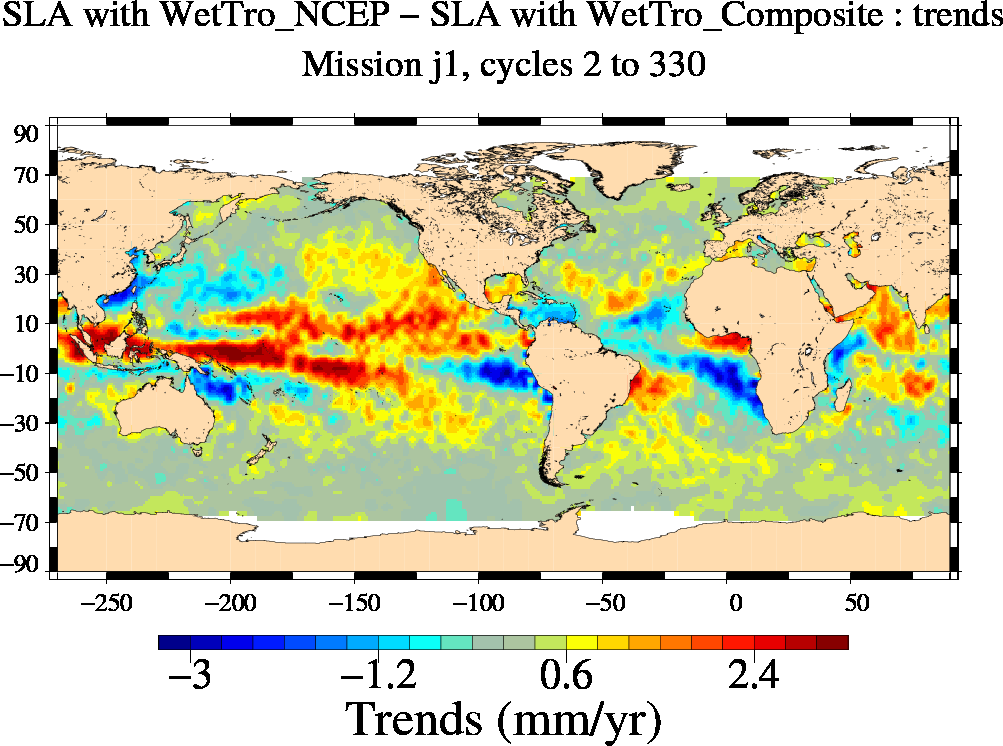 SLA with WetTro_NCEP − SLA with WetTro_Composite : trends
Mission j1, cycles 2 to 330
90
70
50
30
10
−10
−30
−50
−70
−90
−250 −200 −150 −100 −50 0 50
−3 −1.2 0.6 2.4
Trends (mm/yr)